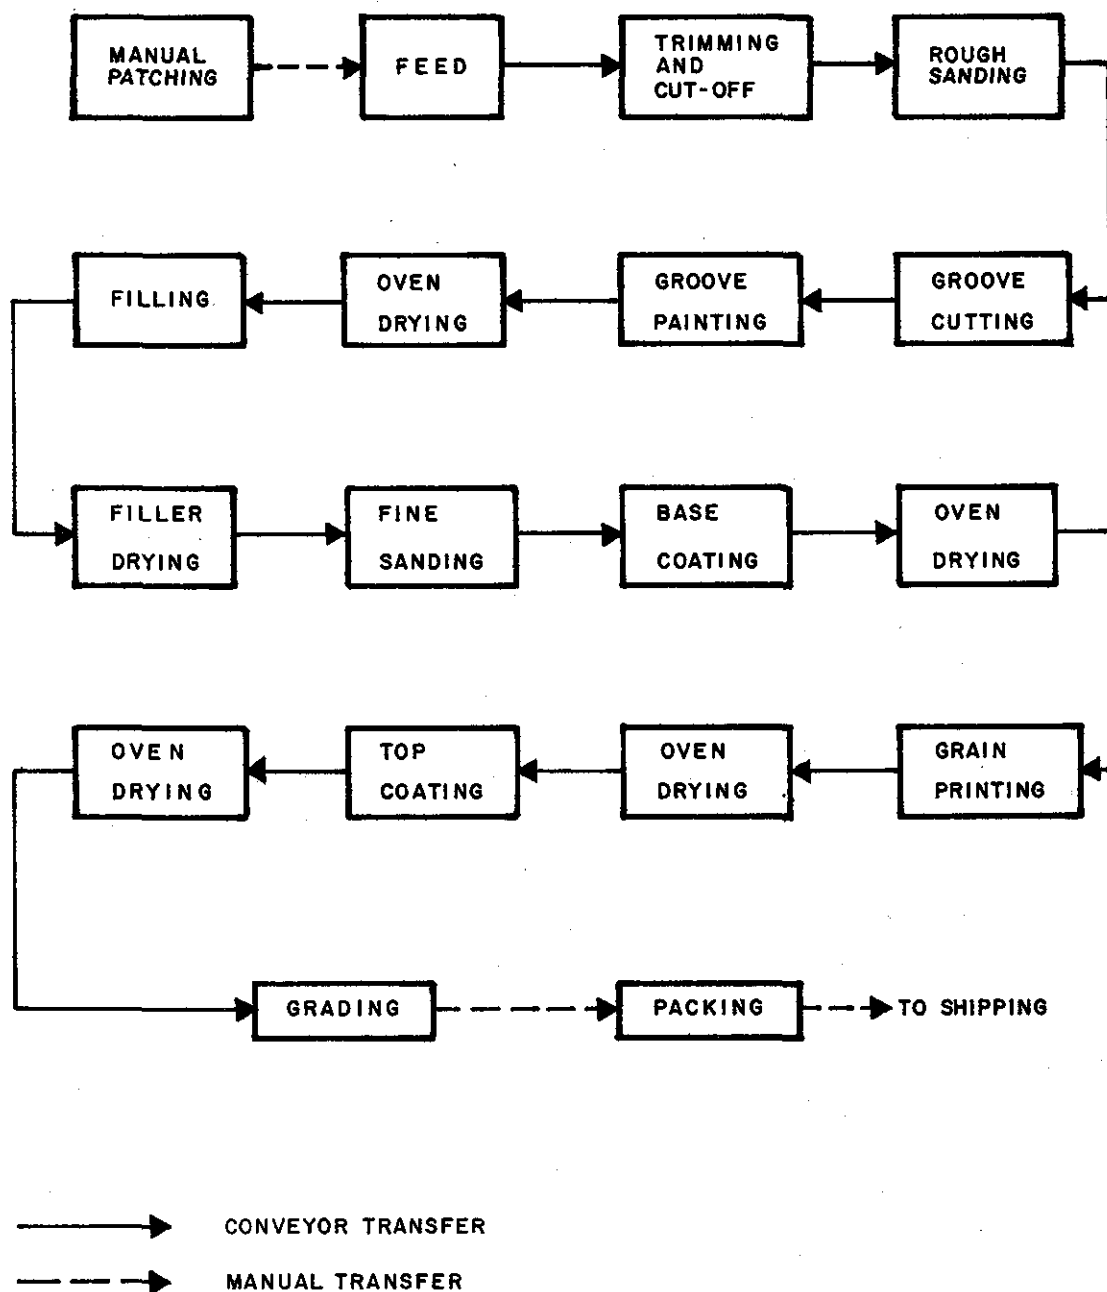 MANUAL
PATCHING
FEED
TRIMMING
AND
CUT-OFF
ROUGH
SANDING
FILLING
OVEN
DRYING
GROOVE
PAINTING
GROOVE
CUTTING
FILLER
DRYING
FINE
SANDING
BASE
COATING
OVEN
DRYING
OVEN
DRYING
TOP
COATING
OVEN
DRYING
GRAIN
PRINTING
GRADING
PACKING
TO SHIPPING
CONVEYOR TRANSFER
MANUAL TRANSFER